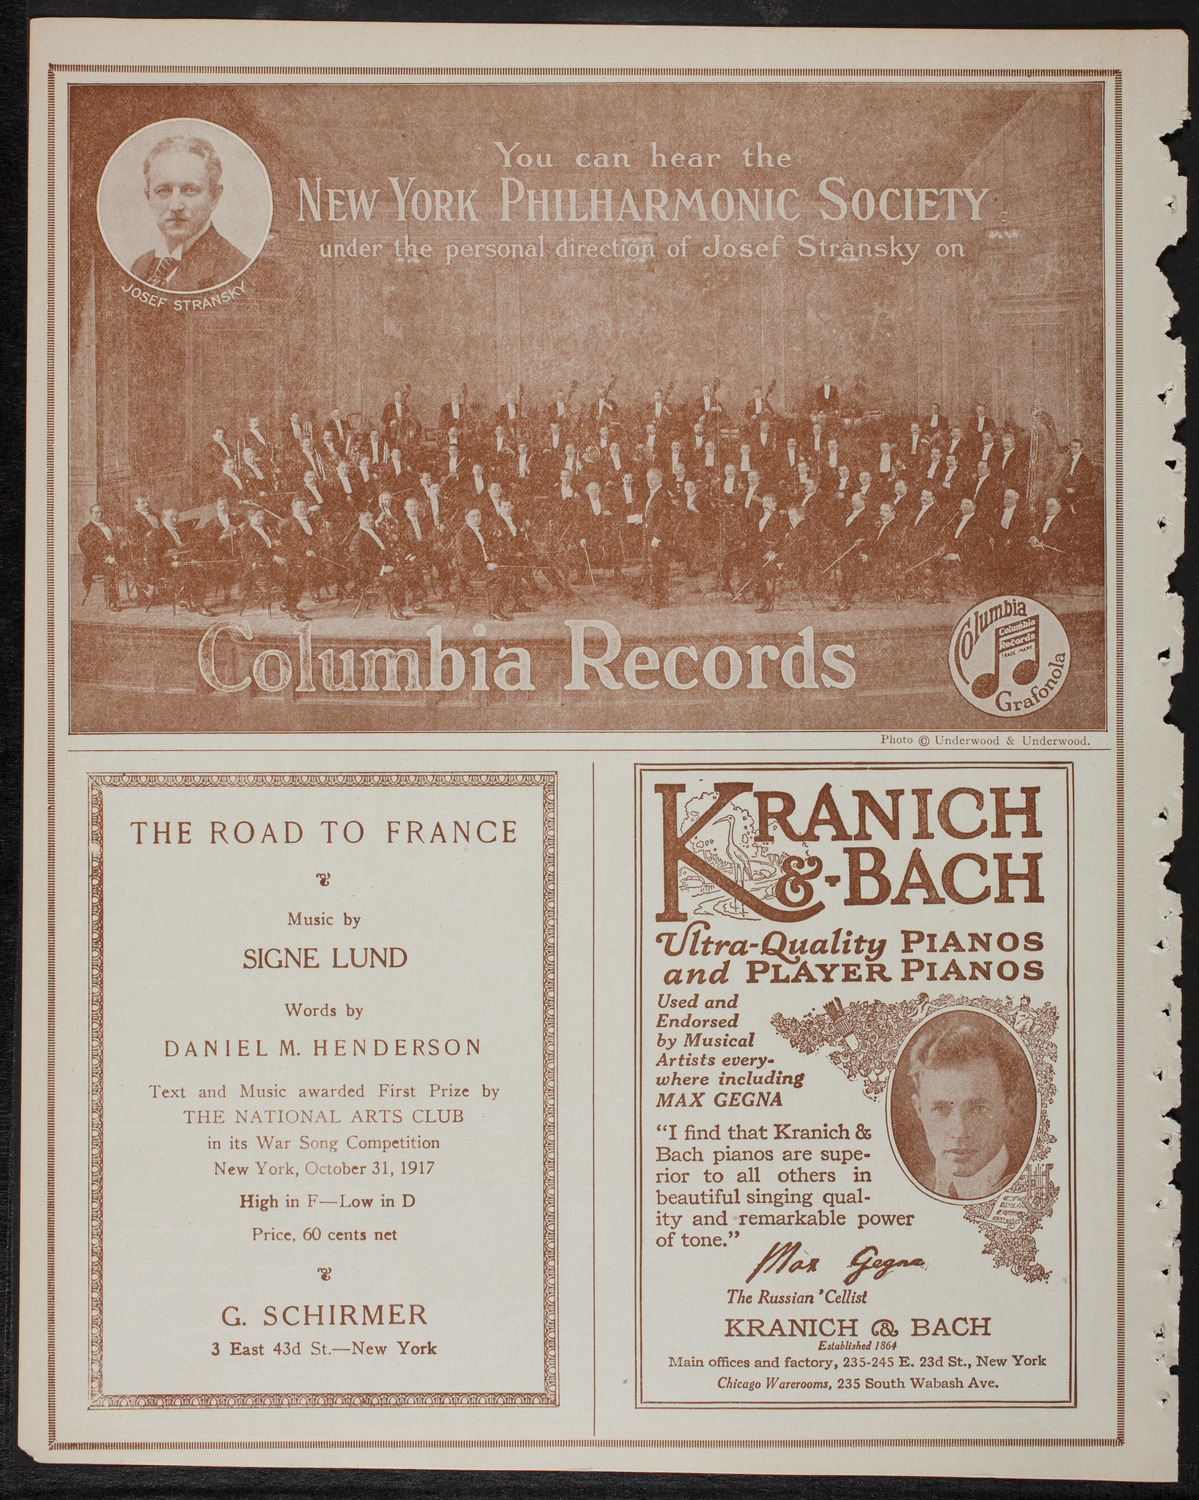 You can hear the
NEW YORK PHILHARMONIC SOCIETY
under the personal direction of Josef Stransky on
JOSEF STRANSKY
Columbia Records
Columbia
Columbia
Records
TRADE MARK
Grafonola
Photo © Underwood & Underwood.
THE ROAD TO FRANCE
Music by
SIGNE LUND
Words by
DANIEL M. HENDERSON
Text and Music awarded First Prize by
THE NATIONAL ARTS CLUB
in its War Song Competition
New York, October 31, 1917
High in F—Low in D
Price, 60 cents net
G. SCHIRMER
3 East 43d St.—New York
KRANICH
&-BACH
Ultra-Quality PIANOS
and PLAYER PIANOS
Used and
Endorsed
by Musical
Artists every-
where including
MAX GEGNA
“I find that Kranich &
Bach pianos are supe-
rior to all others in
beautiful singing qual-
ity and remarkable power
of tone.”
Max Gegna
The Russian 'Cellist
KRANICH & BACH
Established 1864
Main offices and factory, 235-245 E. 23d St., New York
Chicago Warerooms, 235 South Wabash Ave.